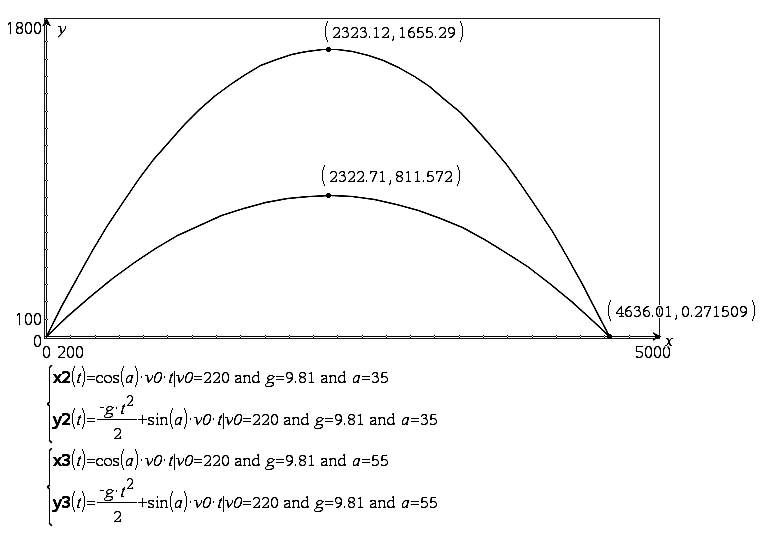 1800
y
(2323.12,1655.29)
(2322.71,811.572)
(4636.01,0.271509)
100
0
0 200
5000
x
x2(t)=cos(a)·v0·t|v0=220 and g=9.81 and a=35
y2(t)=⁻g·t²/2+sin(a)·v0·t|v0=220 and g=9.81 and a=35
x3(t)=cos(a)·v0·t|v0=220 and g=9.81 and a=55
y3(t)=⁻g·t²/2+sin(a)·v0·t|v0=220 and g=9.81 and a=55